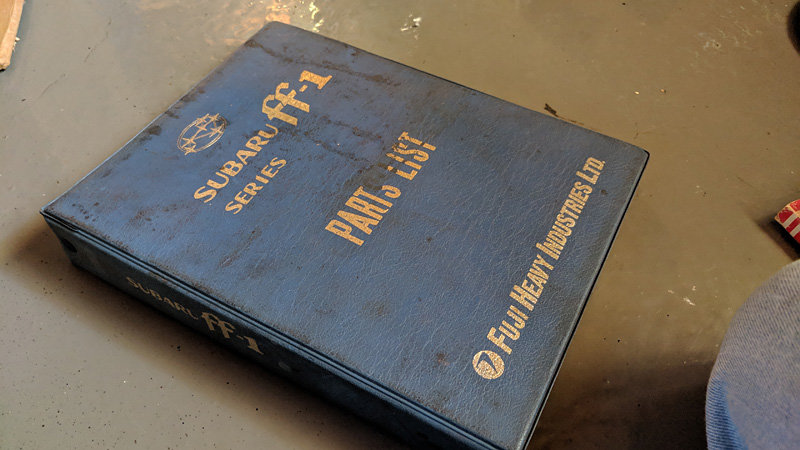 SUBARU ff-1
SERIES
PARTS LIST
FUJI HEAVY INDUSTRIES LTD.
SUBARU ff-1